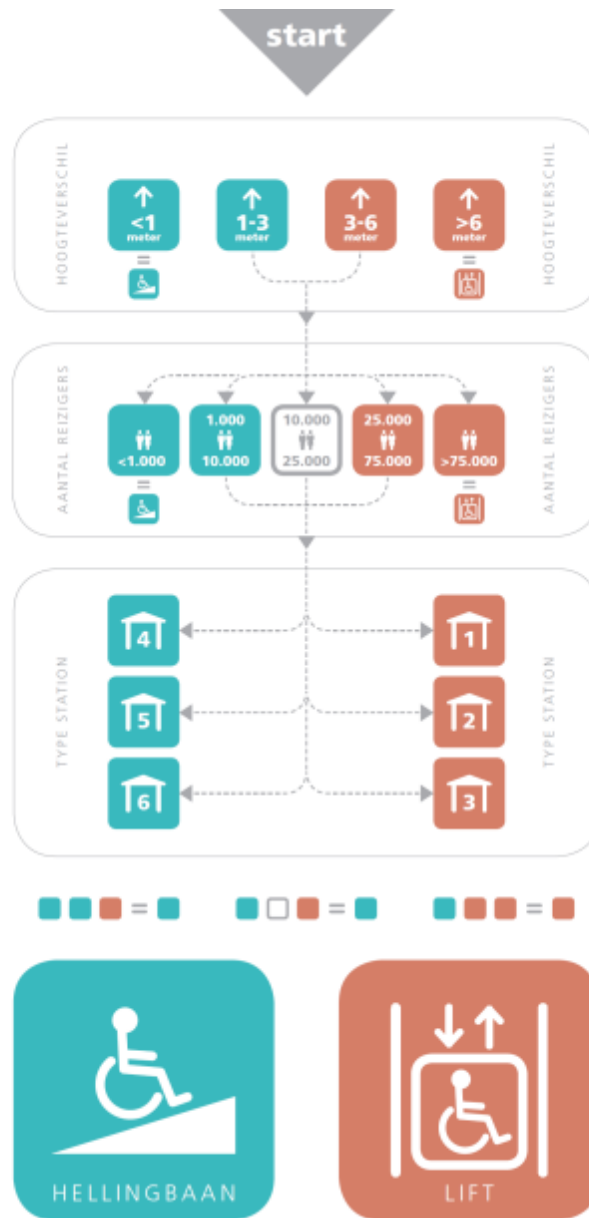 start
HOOGTEVERSCHIL
<1
meter
1-3
meter
3-6
meter
>6
meter
HOOGTEVERSCHIL
=
=
AANTAL REIZIGERS
<1.000
1.000
10.000
10.000
25.000
25.000
75.000
>75.000
AANTAL REIZIGERS
=
=
TYPE STATION
4
1
5
2
6
3
TYPE STATION
=
=
=
HELLINGBAAN
LIFT